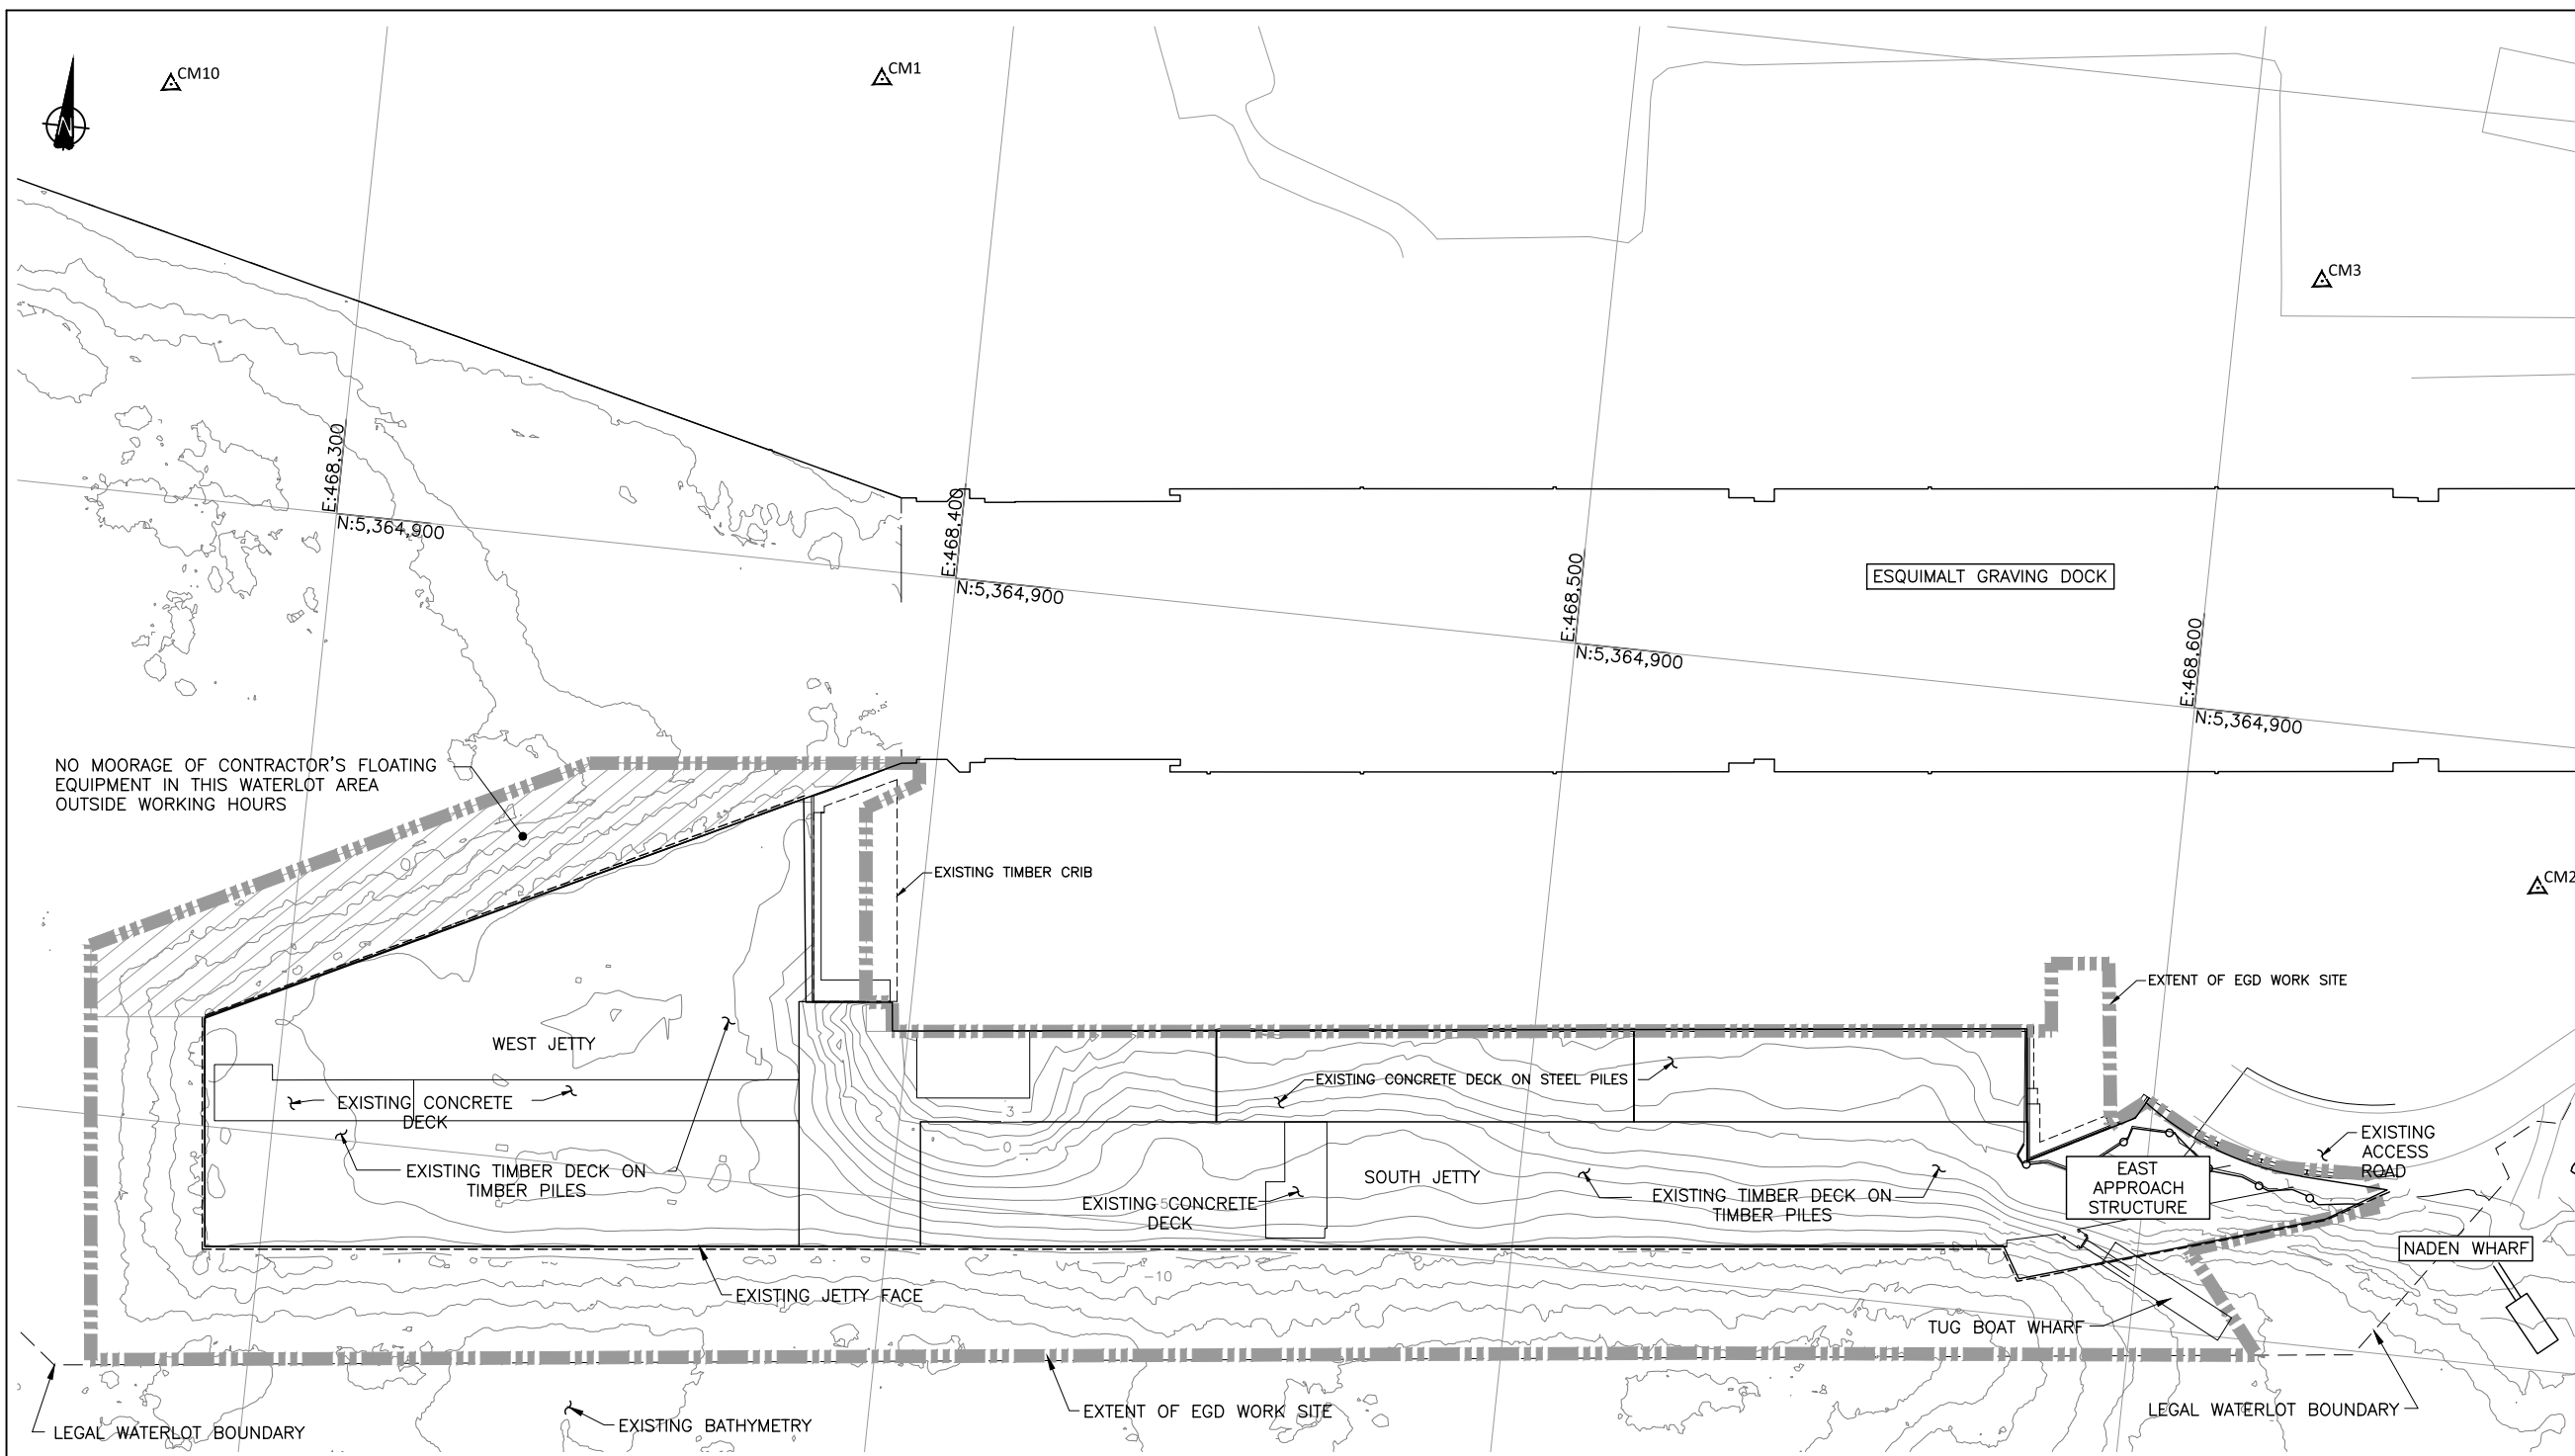 CM10
CM1
N
CM3
E:468,300
N:5,364,900
E:468,400
N:5,364,900
E:468,500
N:5,364,900
ESQUIMALT GRAVING DOCK
E:468,600
N:5,364,900
NO MOORAGE OF CONTRACTOR'S FLOATING
EQUIPMENT IN THIS WATERLOT AREA
OUTSIDE WORKING HOURS
EXISTING TIMBER CRIB
CM2
EXTENT OF EGD WORK SITE
WEST JETTY
EXISTING CONCRETE
DECK
EXISTING CONCRETE DECK ON STEEL PILES
3
0
EXISTING TIMBER DECK ON
TIMBER PILES
SOUTH JETTY
EXISTING CONCRETE
DECK
-5
EXISTING TIMBER DECK ON
TIMBER PILES
EAST
APPROACH
STRUCTURE
EXISTING
ACCESS
ROAD
NADEN WHARF
-10
EXISTING JETTY FACE
TUG BOAT WHARF
LEGAL WATERLOT BOUNDARY
EXISTING BATHYMETRY
EXTENT OF EGD WORK SITE
LEGAL WATERLOT BOUNDARY